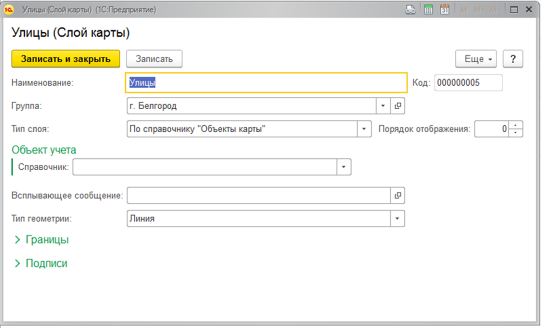 Улицы (Слой карты) (1С:Предприятие)
Улицы (Слой карты)
Записать и закрыть Записать Еще ?
Наименование: Улицы Код: 000000005
Группа: г. Белгород
Тип слоя: По справочнику "Объекты карты" Порядок отображения: 0
Объект учета
Справочник:
Всплывающее сообщение:
Тип геометрии: Линия
Границы
Подписи